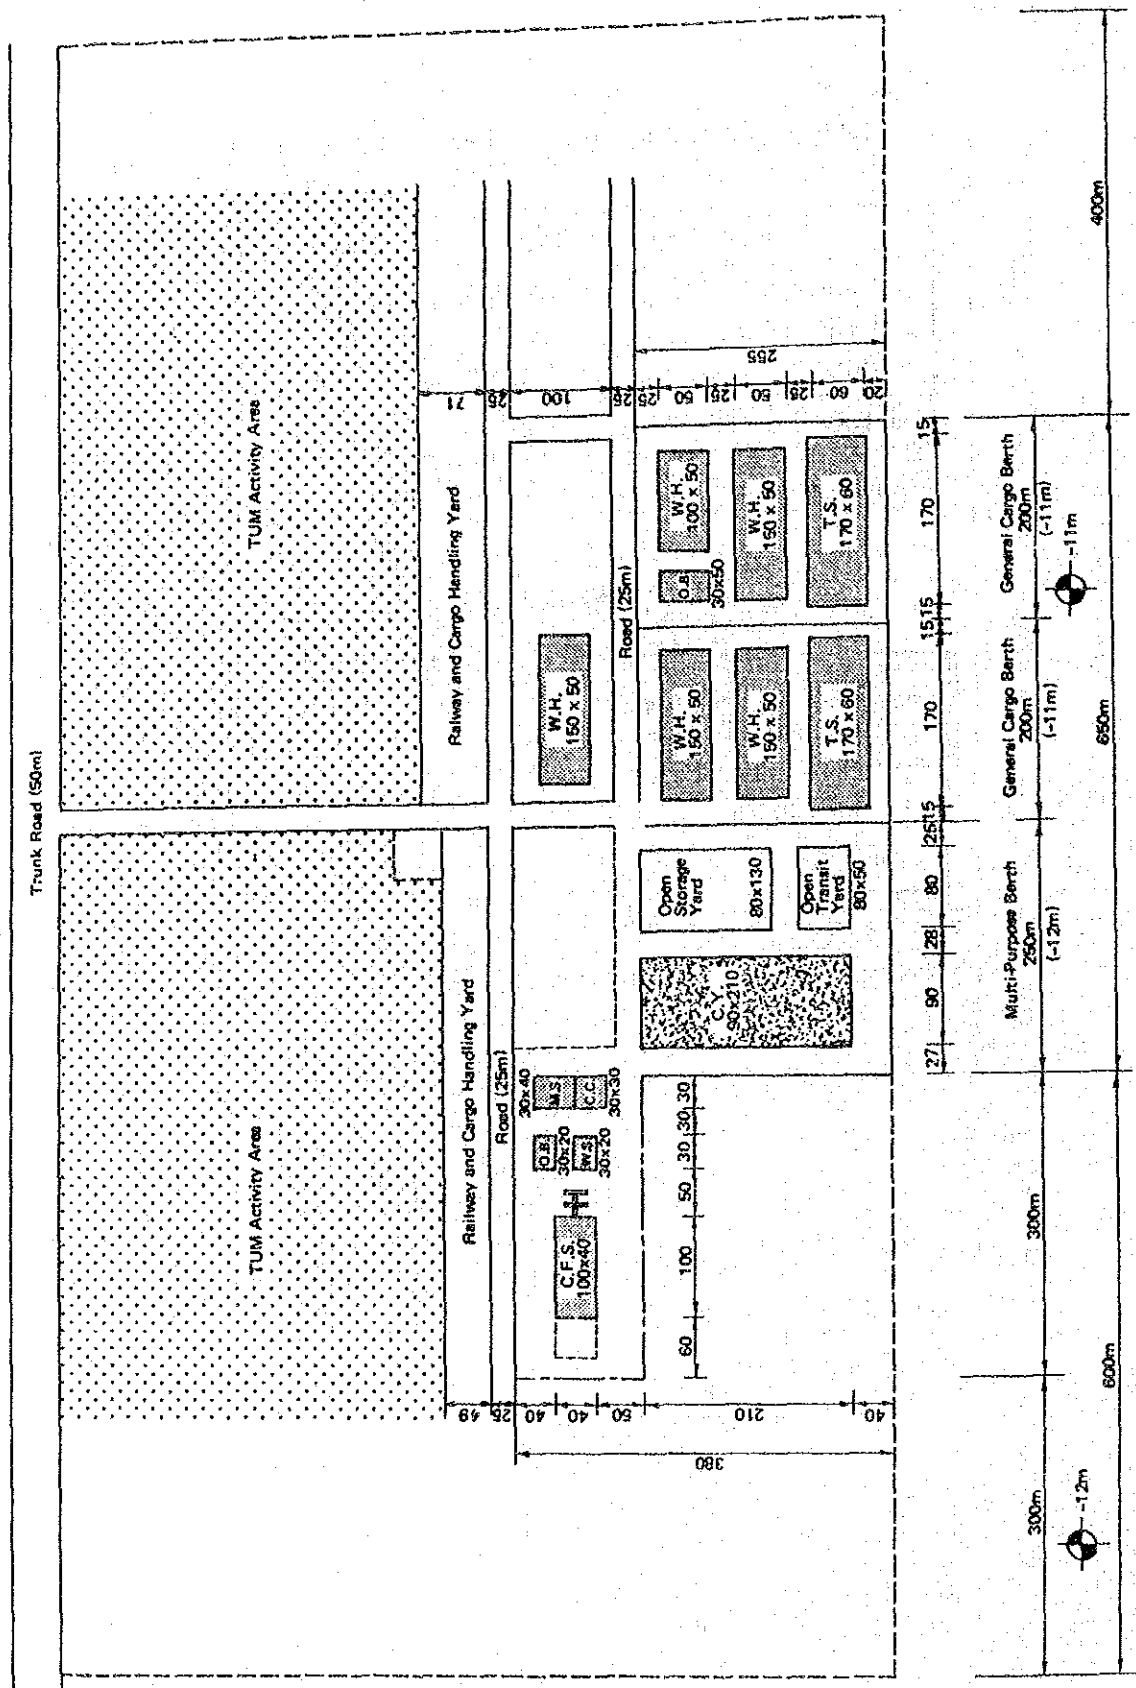 Trunk Road (50m)
TUM Activity Area
TUM Activity Area
Railway and Cargo Handling Yard
Railway and Cargo Handling Yard
Road (25m)
Road (25m)
49
25
40
40
50
210
40
380
C.F.S.
100x40
O.B.
30x20
W.S.
30x20
30x40
M.S.
C.C.
30x30
60
100
50
30
30
30
C.Y.
90x210
Open
Storage
Yard
80x130
Open
Transit
Yard
80x50
W.H.
150 x 50
W.H.
150 x 50
W.H.
150 x 50
T.S.
170 x 60
O.B.
30x50
W.H.
100 x 50
W.H.
150 x 50
T.S.
170 x 60
71
25
100
25
25
50
25
50
25
60
20
255
27
90
28
80
25
15
170
15
15
170
15
Multi-Purpose Berth
250m
(-12m)
General Cargo Berth
200m
(-11m)
General Cargo Berth
200m
(-11m)
300m
300m
-12m
-11m
600m
650m
400m